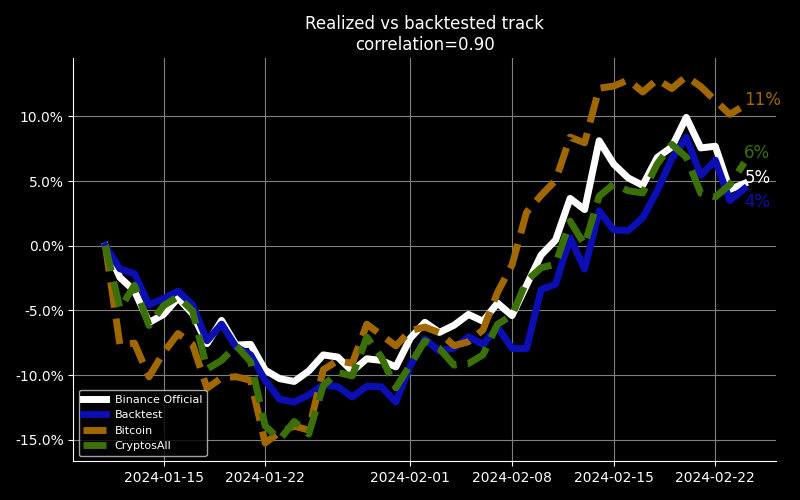 Realized vs backtested track
correlation=0.90
10.0%
5.0%
0.0%
-5.0%
-10.0%
-15.0%
11%
6%
5%
4%
Binance Official
Backtest
Bitcoin
CryptosAll
2024-01-15
2024-01-22
2024-02-01
2024-02-08
2024-02-15
2024-02-22